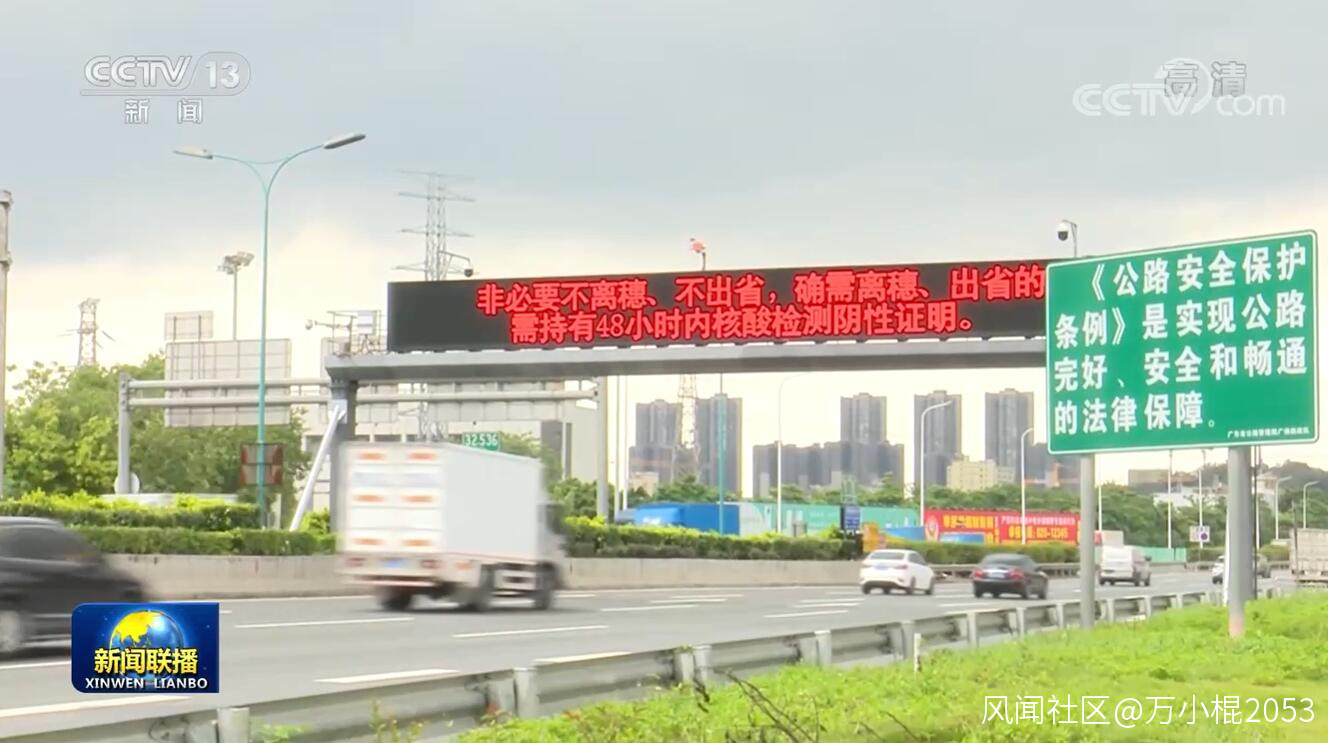 CCTV 13
新闻
高清
CCTV.com
非必要不离穗、不出省，确需离穗、出省的
需持有48小时内核酸检测阴性证明。
《公路安全保护
条例》是实现公路
完好、安全和畅通
的法律保障。
32.536
新闻联播
XINWEN LIANBO
风闻社区@万小棍2053